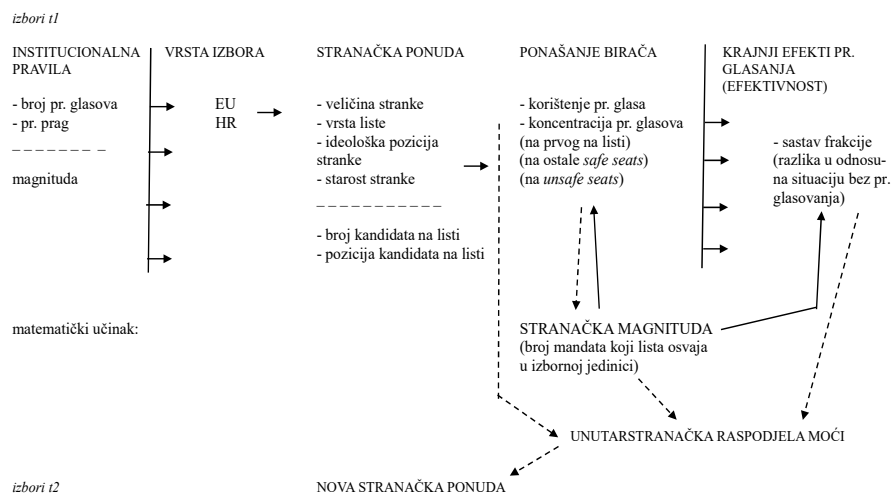 izbori t1
INSTITUCIONALNA
PRAVILA
- broj pr. glasova
- pr. prag
magnituda
VRSTA IZBORA
EU
HR
STRANAČKA PONUDA
- veličina stranke
- vrsta liste
- ideološka pozicija
stranke
- starost stranke
- broj kandidata na listi
- pozicija kandidata na listi
PONAŠANJE BIRAČA
- korištenje pr. glasa
- koncentracija pr. glasova
(na prvog na listi)
(na ostale safe seats)
(na unsafe seats)
KRAJNJI EFEKTI PR.
GLASANJA
(EFEKTIVNOST)
- sastav frakcije
(razlika u odnosu-
na situaciju bez pr.
glasovanja)
matematički učinak:
STRANAČKA MAGNITUDA
(broj mandata koji lista osvaja
u izbornoj jedinici)
UNUTARSTRANAČKA RASPODJELA MOĆI
izbori t2
NOVA STRANAČKA PONUDA